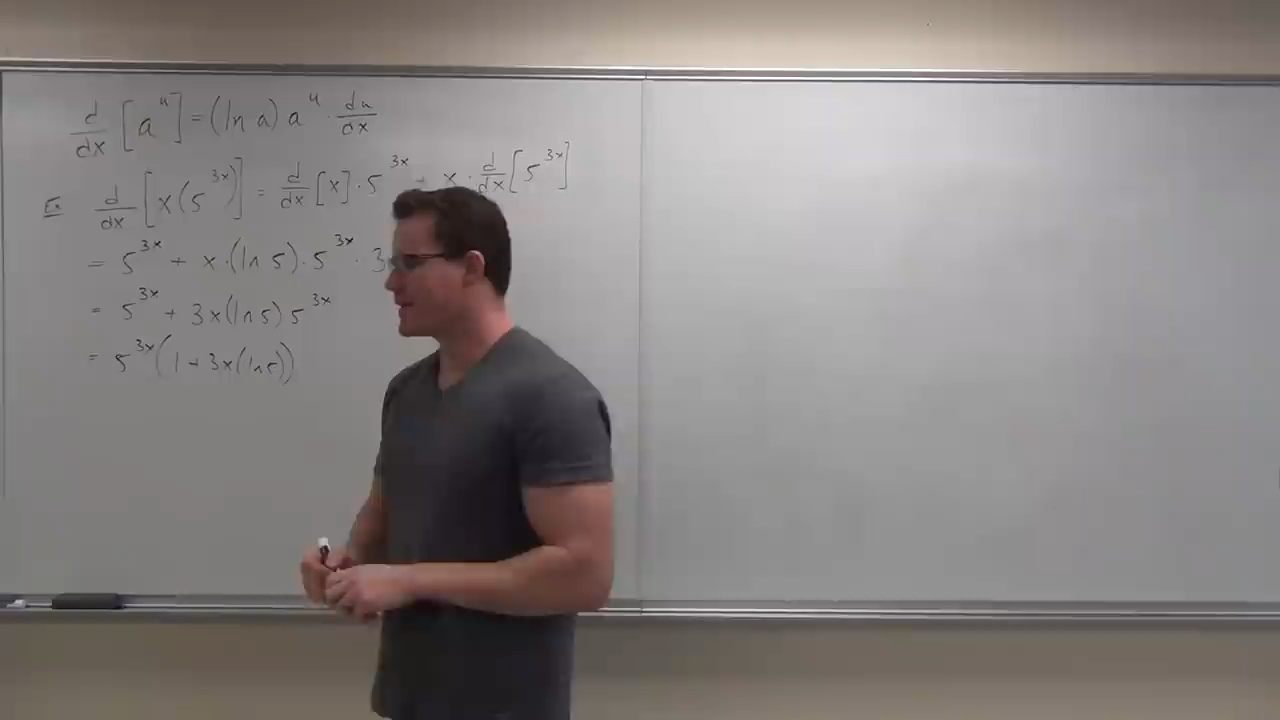 d/dx [a^u] = (ln a) a^u · du/dx
Ex d/dx [x(5^3x)] = d/dx [x] · 5^3x + x · d/dx [5^3x]
= 5^3x + x · (ln 5) · 5^3x · 3
= 5^3x + 3x(ln 5) 5^3x
= 5^3x (1 + 3x(ln 5))